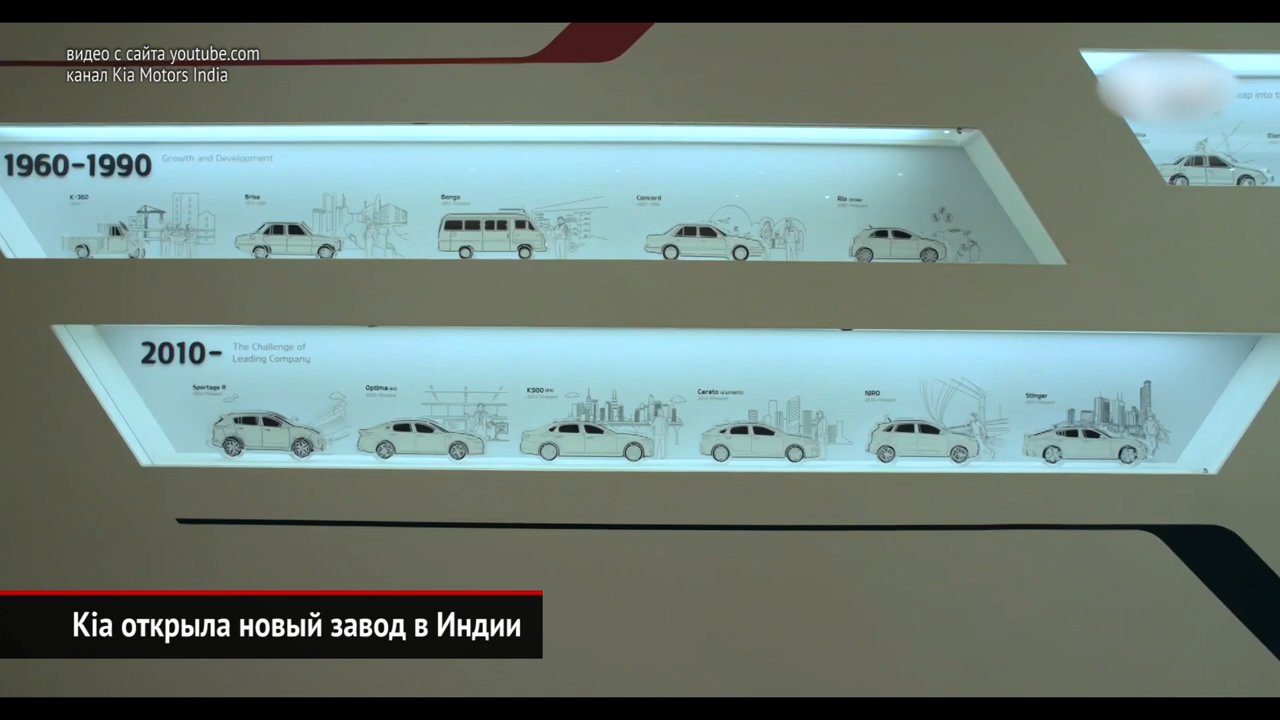 видео с сайта youtube.com
канал Kia Motors India
1960-1990
Growth and Development
K-360
Brisa
Bongo
Concord
Rio
2010-
The Challenge of
Leading Company
Sportage R
Optima
K900
Cerato
NIRO
Stinger
Kia открыла новый завод в Индии